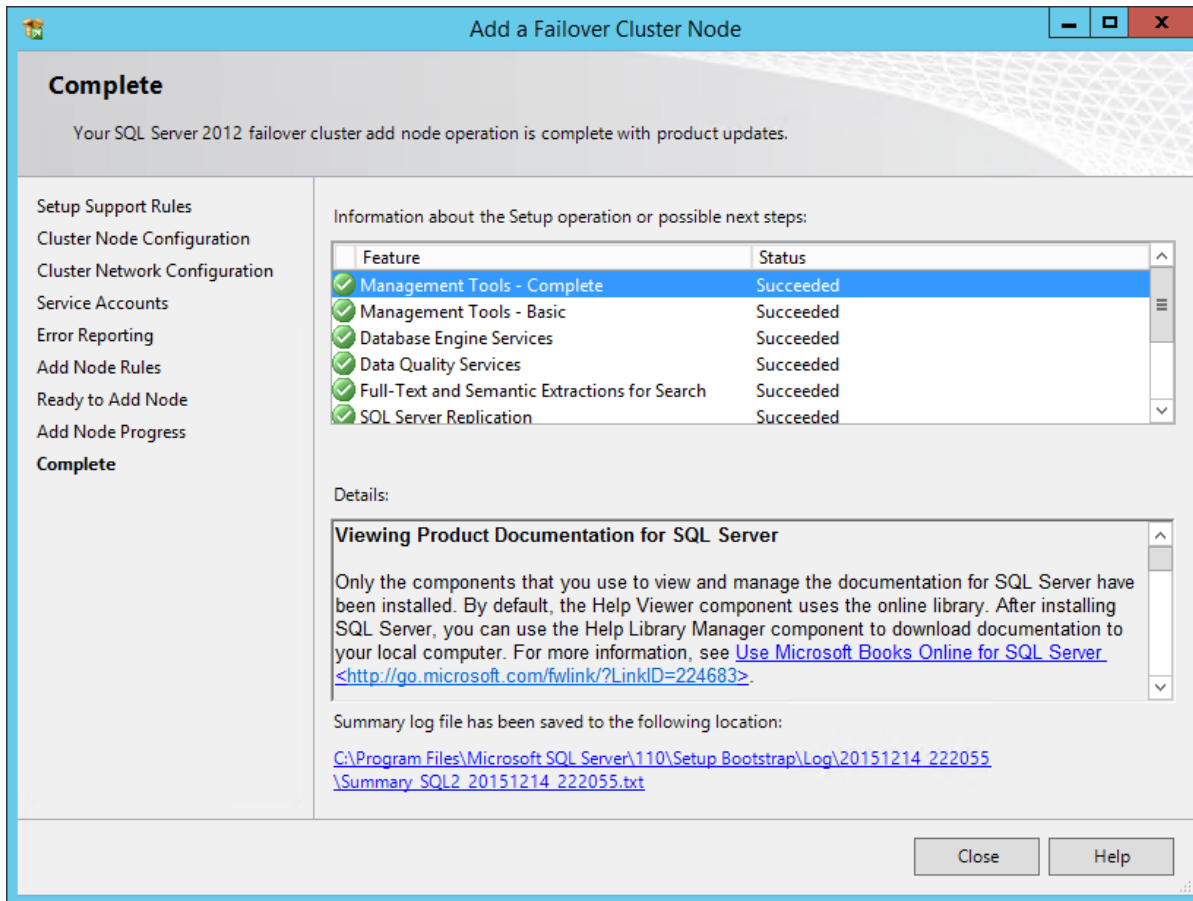 Add a Failover Cluster Node
Complete
Your SQL Server 2012 failover cluster add node operation is complete with product updates.
Setup Support Rules
Cluster Node Configuration
Cluster Network Configuration
Service Accounts
Error Reporting
Add Node Rules
Ready to Add Node
Add Node Progress
Complete
Information about the Setup operation or possible next steps:
Feature Status
Management Tools - Complete Succeeded
Management Tools - Basic Succeeded
Database Engine Services Succeeded
Data Quality Services Succeeded
Full-Text and Semantic Extractions for Search Succeeded
SQL Server Replication Succeeded
Details:
Viewing Product Documentation for SQL Server
Only the components that you use to view and manage the documentation for SQL Server have
been installed. By default, the Help Viewer component uses the online library. After installing
SQL Server, you can use the Help Library Manager component to download documentation to
your local computer. For more information, see Use Microsoft Books Online for SQL Server
<http://go.microsoft.com/fwlink/?LinkID=224683>.
Summary log file has been saved to the following location:
C:\Program Files\Microsoft SQL Server\110\Setup Bootstrap\Log\20151214_222055
\Summary_SQL2_20151214_222055.txt
Close Help